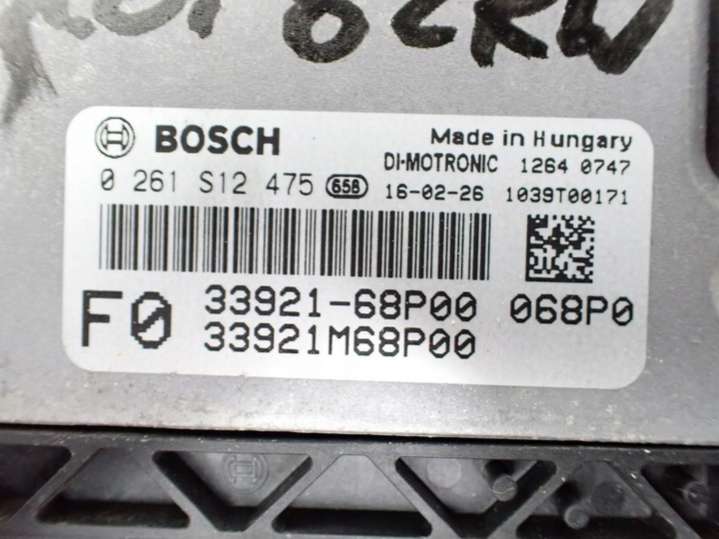 BOSCH
Made in Hungary
DI-MOTRONIC 1264 0747
0 261 S12 475 656 16-02-26 1039T00171
F0 33921-68P00 068P0
33921M68P00